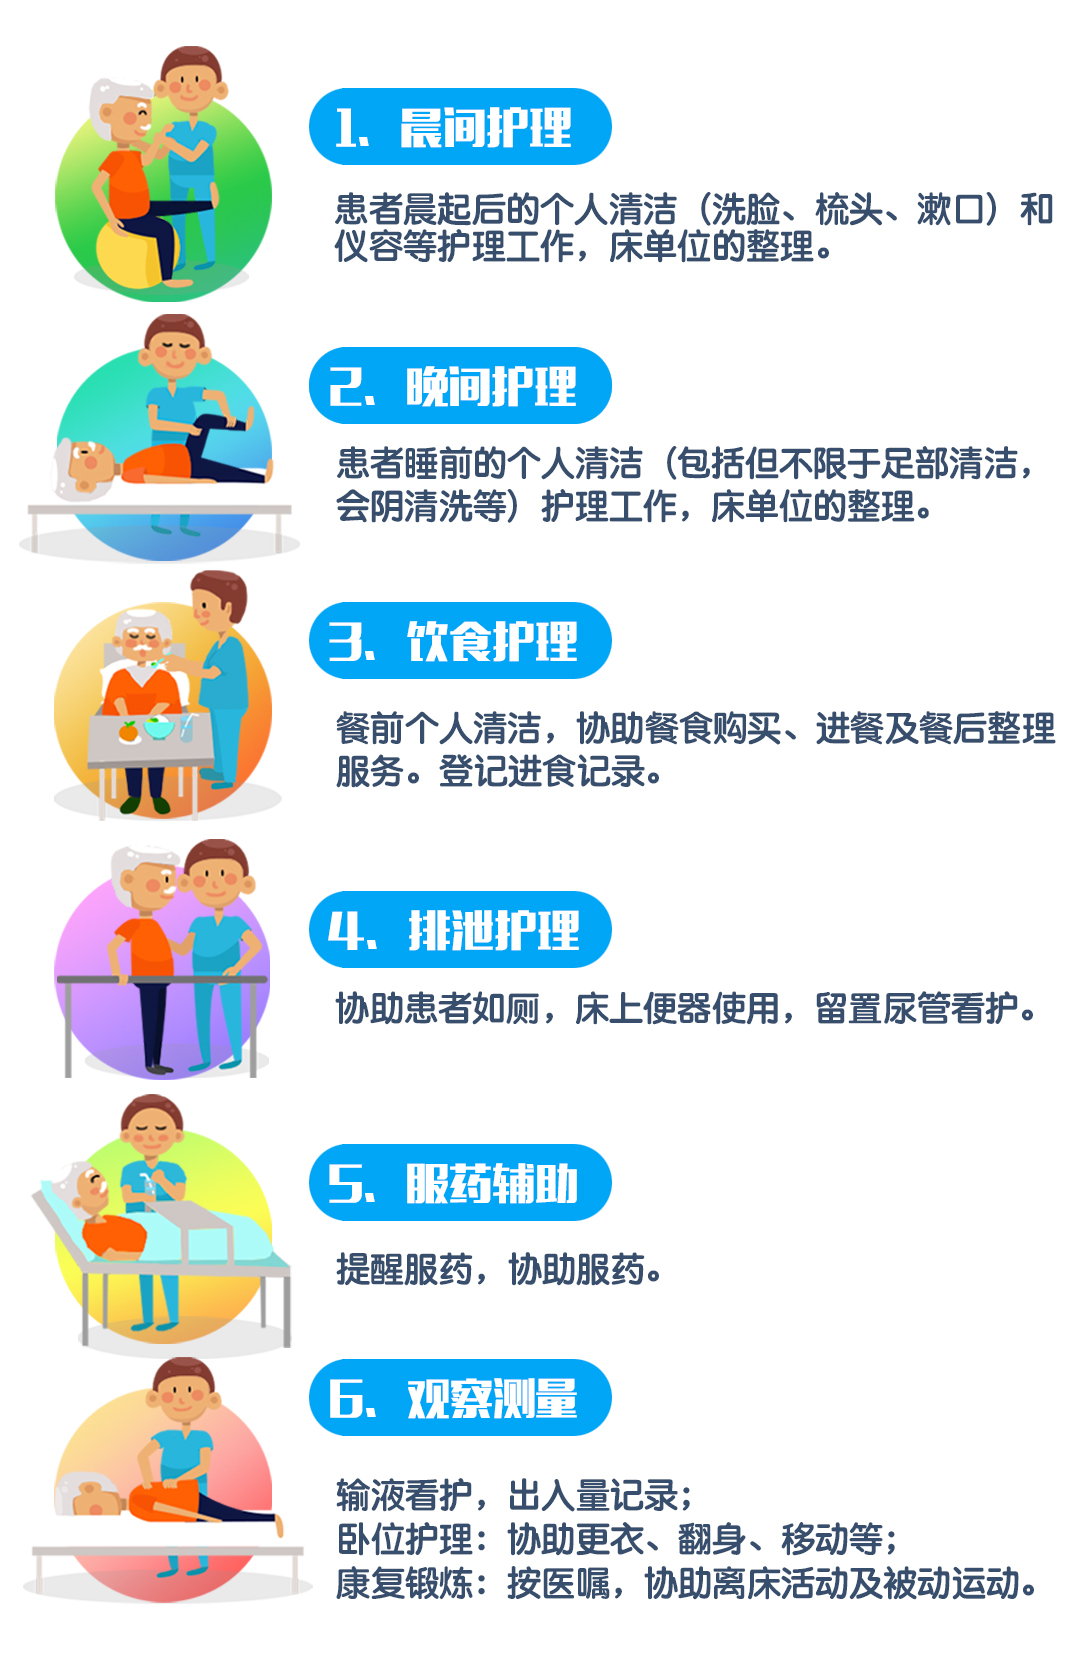 1、晨间护理
患者晨起后的个人清洁（洗脸、梳头、漱口）和
仪容等护理工作，床单位的整理。
2、晚间护理
患者睡前的个人清洁（包括但不限于足部清洁，
会阴清洗等）护理工作，床单位的整理。
3、饮食护理
餐前个人清洁，协助餐食购买、进餐及餐后整理
服务。登记进食记录。
4、排泄护理
协助患者如厕，床上便器使用，留置尿管看护。
5、服药辅助
提醒服药，协助服药。
6、观察测量
输液看护，出入量记录；
卧位护理：协助更衣、翻身、移动等；
康复锻炼：按医嘱，协助离床活动及被动运动。